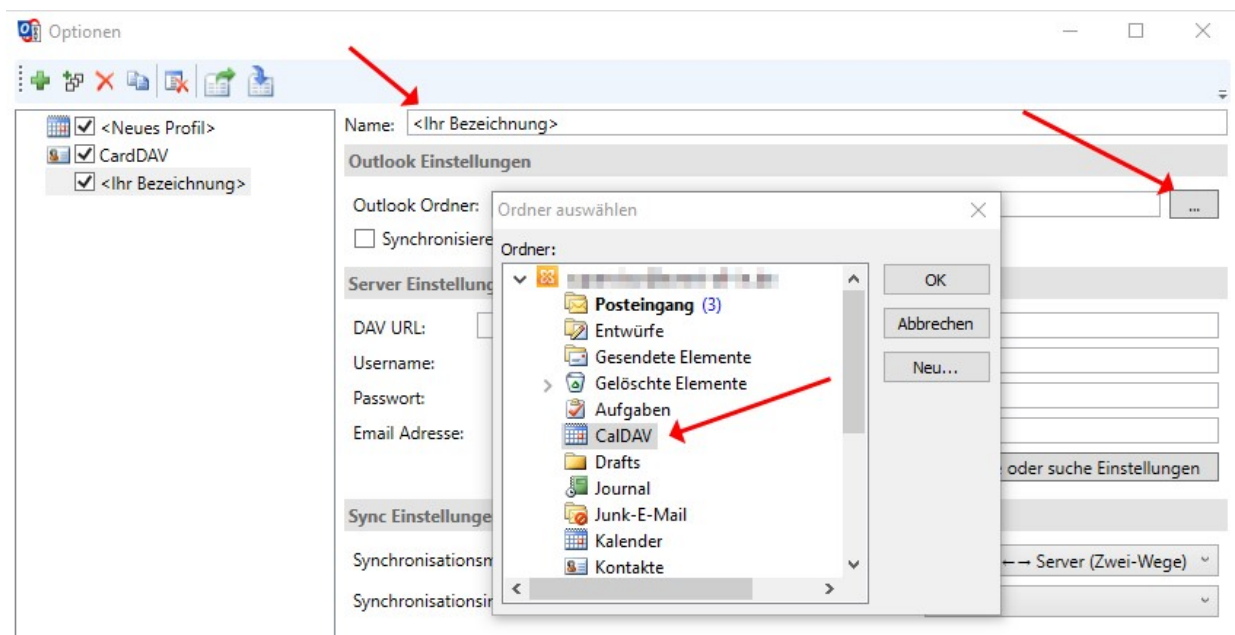 Optionen
<Neues Profil>
CardDAV
<Ihr Bezeichnung>
Name: <Ihr Bezeichnung>
Outlook Einstellungen
Outlook Ordner:
...
Synchronisiere
Server Einstellung
DAV URL:
Username:
Passwort:
Email Adresse:
oder suche Einstellungen
Sync Einstellunge
Synchronisationsm
←→ Server (Zwei-Wege)
Synchronisationsin
Ordner auswählen
Ordner:
Posteingang (3)
Entwürfe
Gesendete Elemente
Gelöschte Elemente
Aufgaben
CalDAV
Drafts
Journal
Junk-E-Mail
Kalender
Kontakte
OK
Abbrechen
Neu...